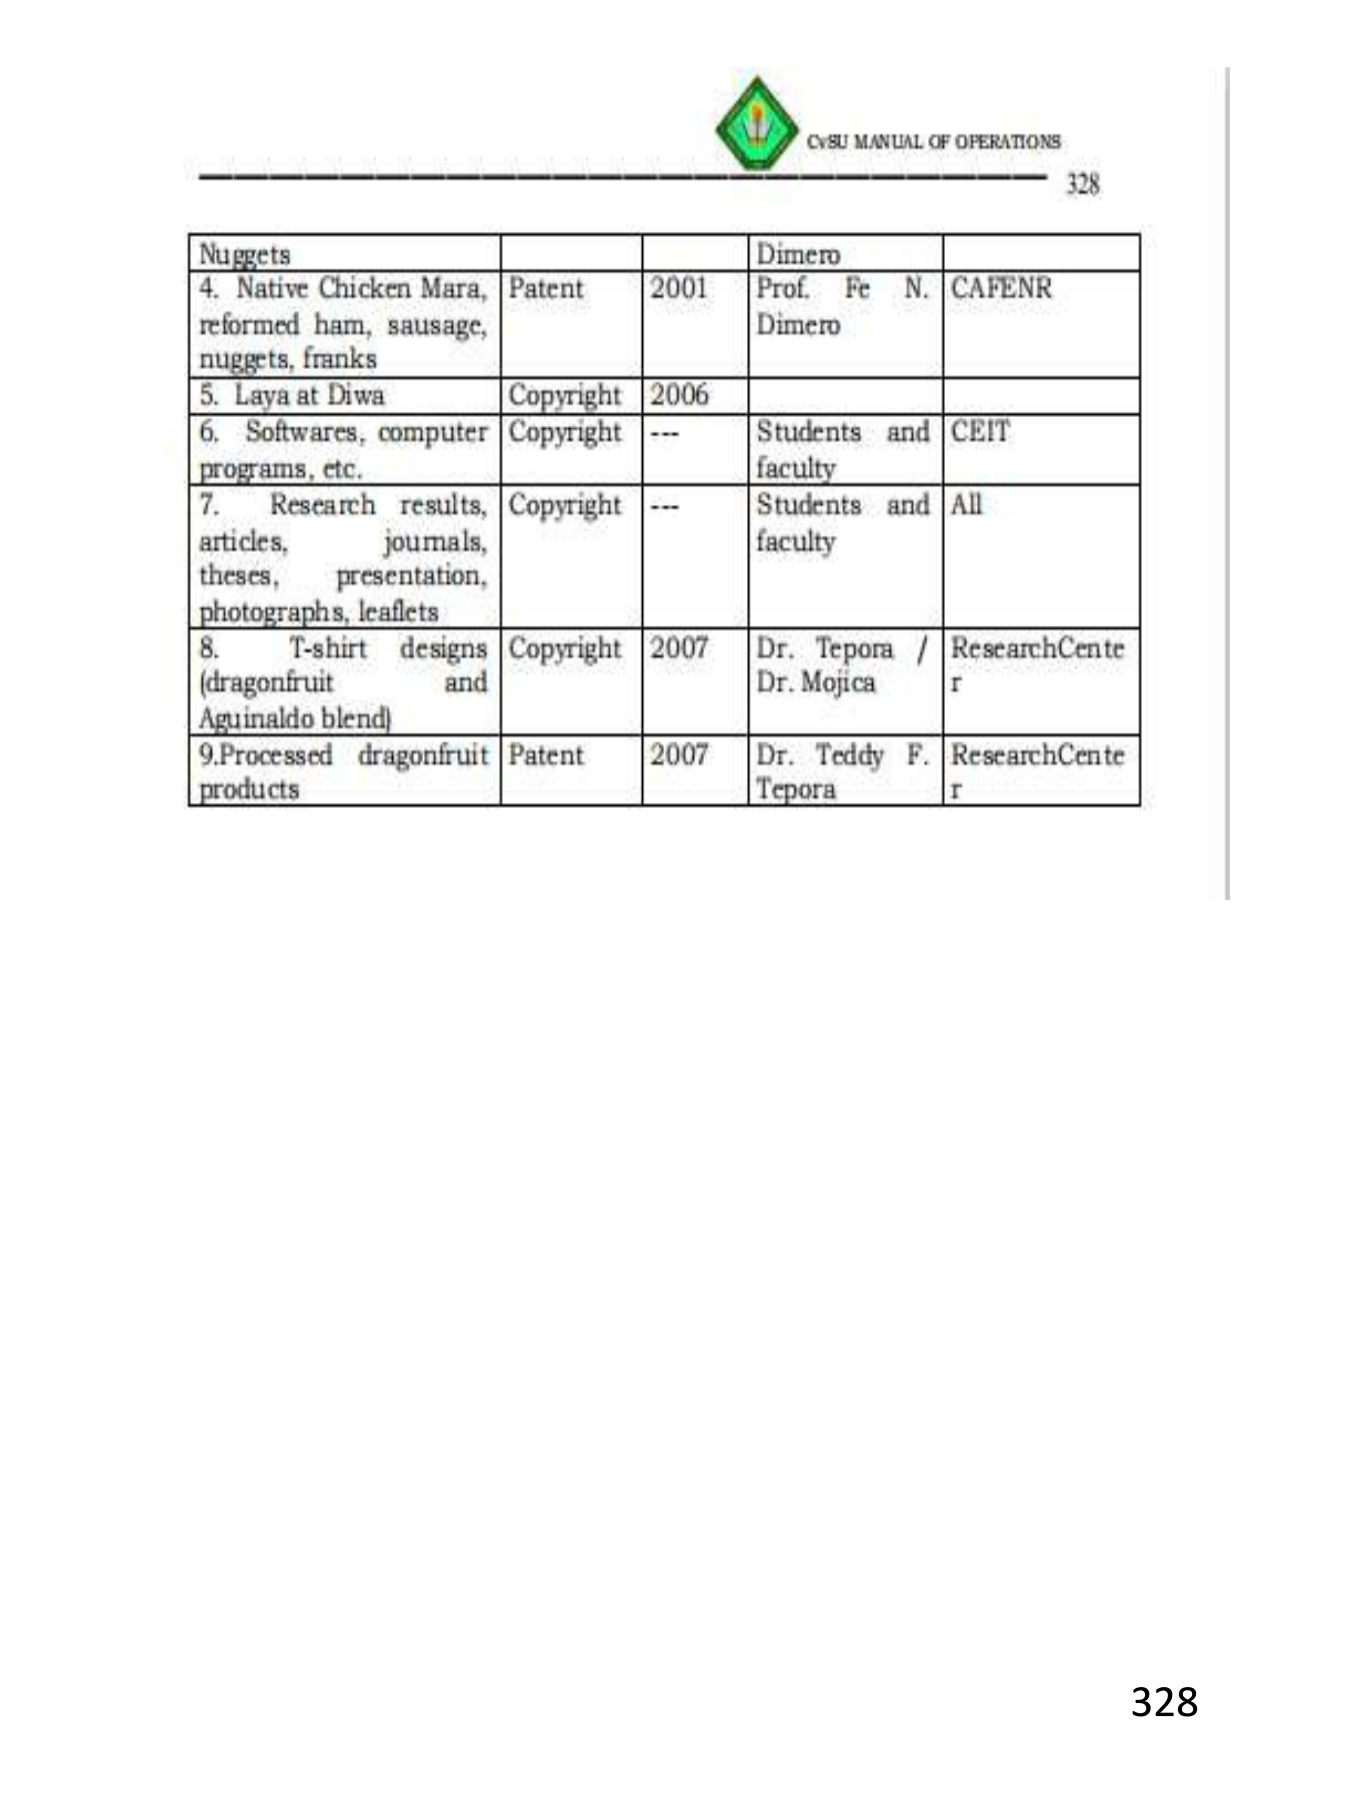 CvSU MANUAL OF OPERATIONS
328
Nuggets Dimero
4. Native Chicken Mara, Patent 2001 Prof. Fe N. CAFENR
reformed ham, sausage, Dimero
nuggets, franks
5. Laya at Diwa Copyright 2006
6. Softwares, computer Copyright --- Students and CEIT
programs, etc. faculty
7. Research results, Copyright --- Students and All
articles, journals, faculty
theses, presentation,
photographs, leaflets
8. T-shirt designs Copyright 2007 Dr. Tepora / ResearchCente
(dragonfruit and Dr. Mojica r
Aguinaldo blend)
9.Processed dragonfruit Patent 2007 Dr. Teddy F. ResearchCente
products Tepora r
328